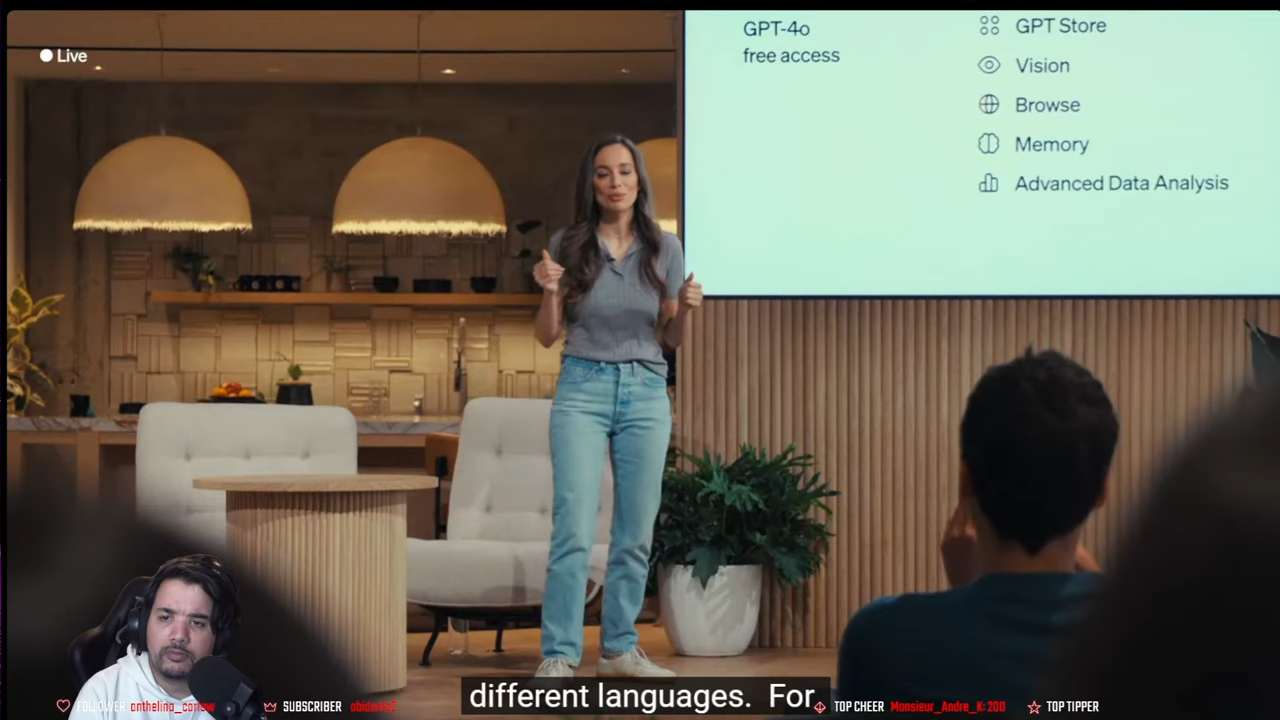 Live
GPT-4o
free access
GPT Store
Vision
Browse
Memory
Advanced Data Analysis
different languages. For
FOLLOWER onthelino_corlow
SUBSCRIBER
TOP CHEER Monsieur_Andre_K: 200
TOP TIPPER